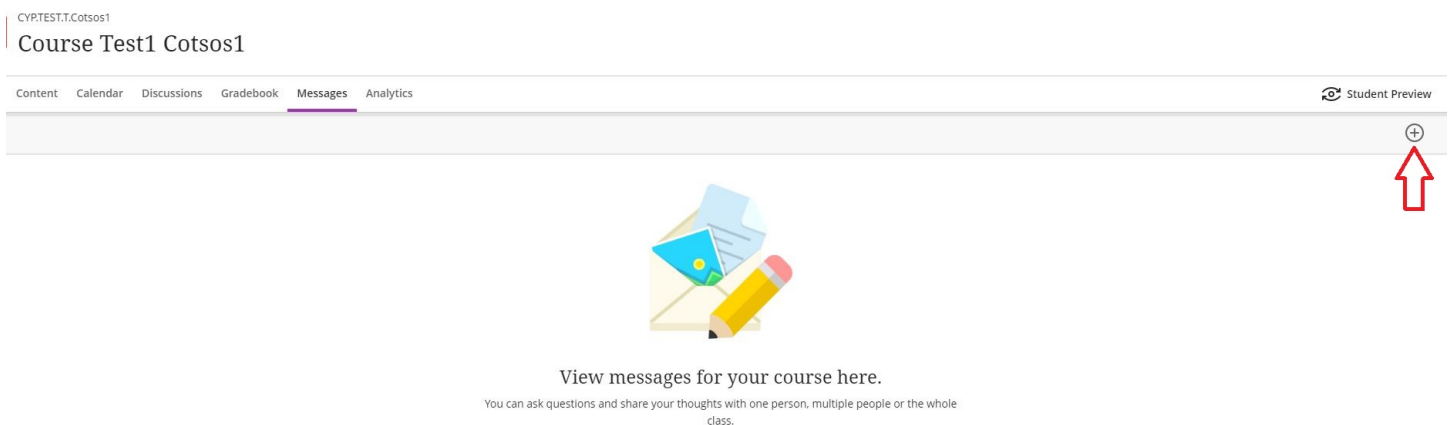 CYP.TEST.T.Cotsos1
Course Test1 Cotsos1
Content Calendar Discussions Gradebook Messages Analytics Student Preview
View messages for your course here.
You can ask questions and share your thoughts with one person, multiple people or the whole
class.